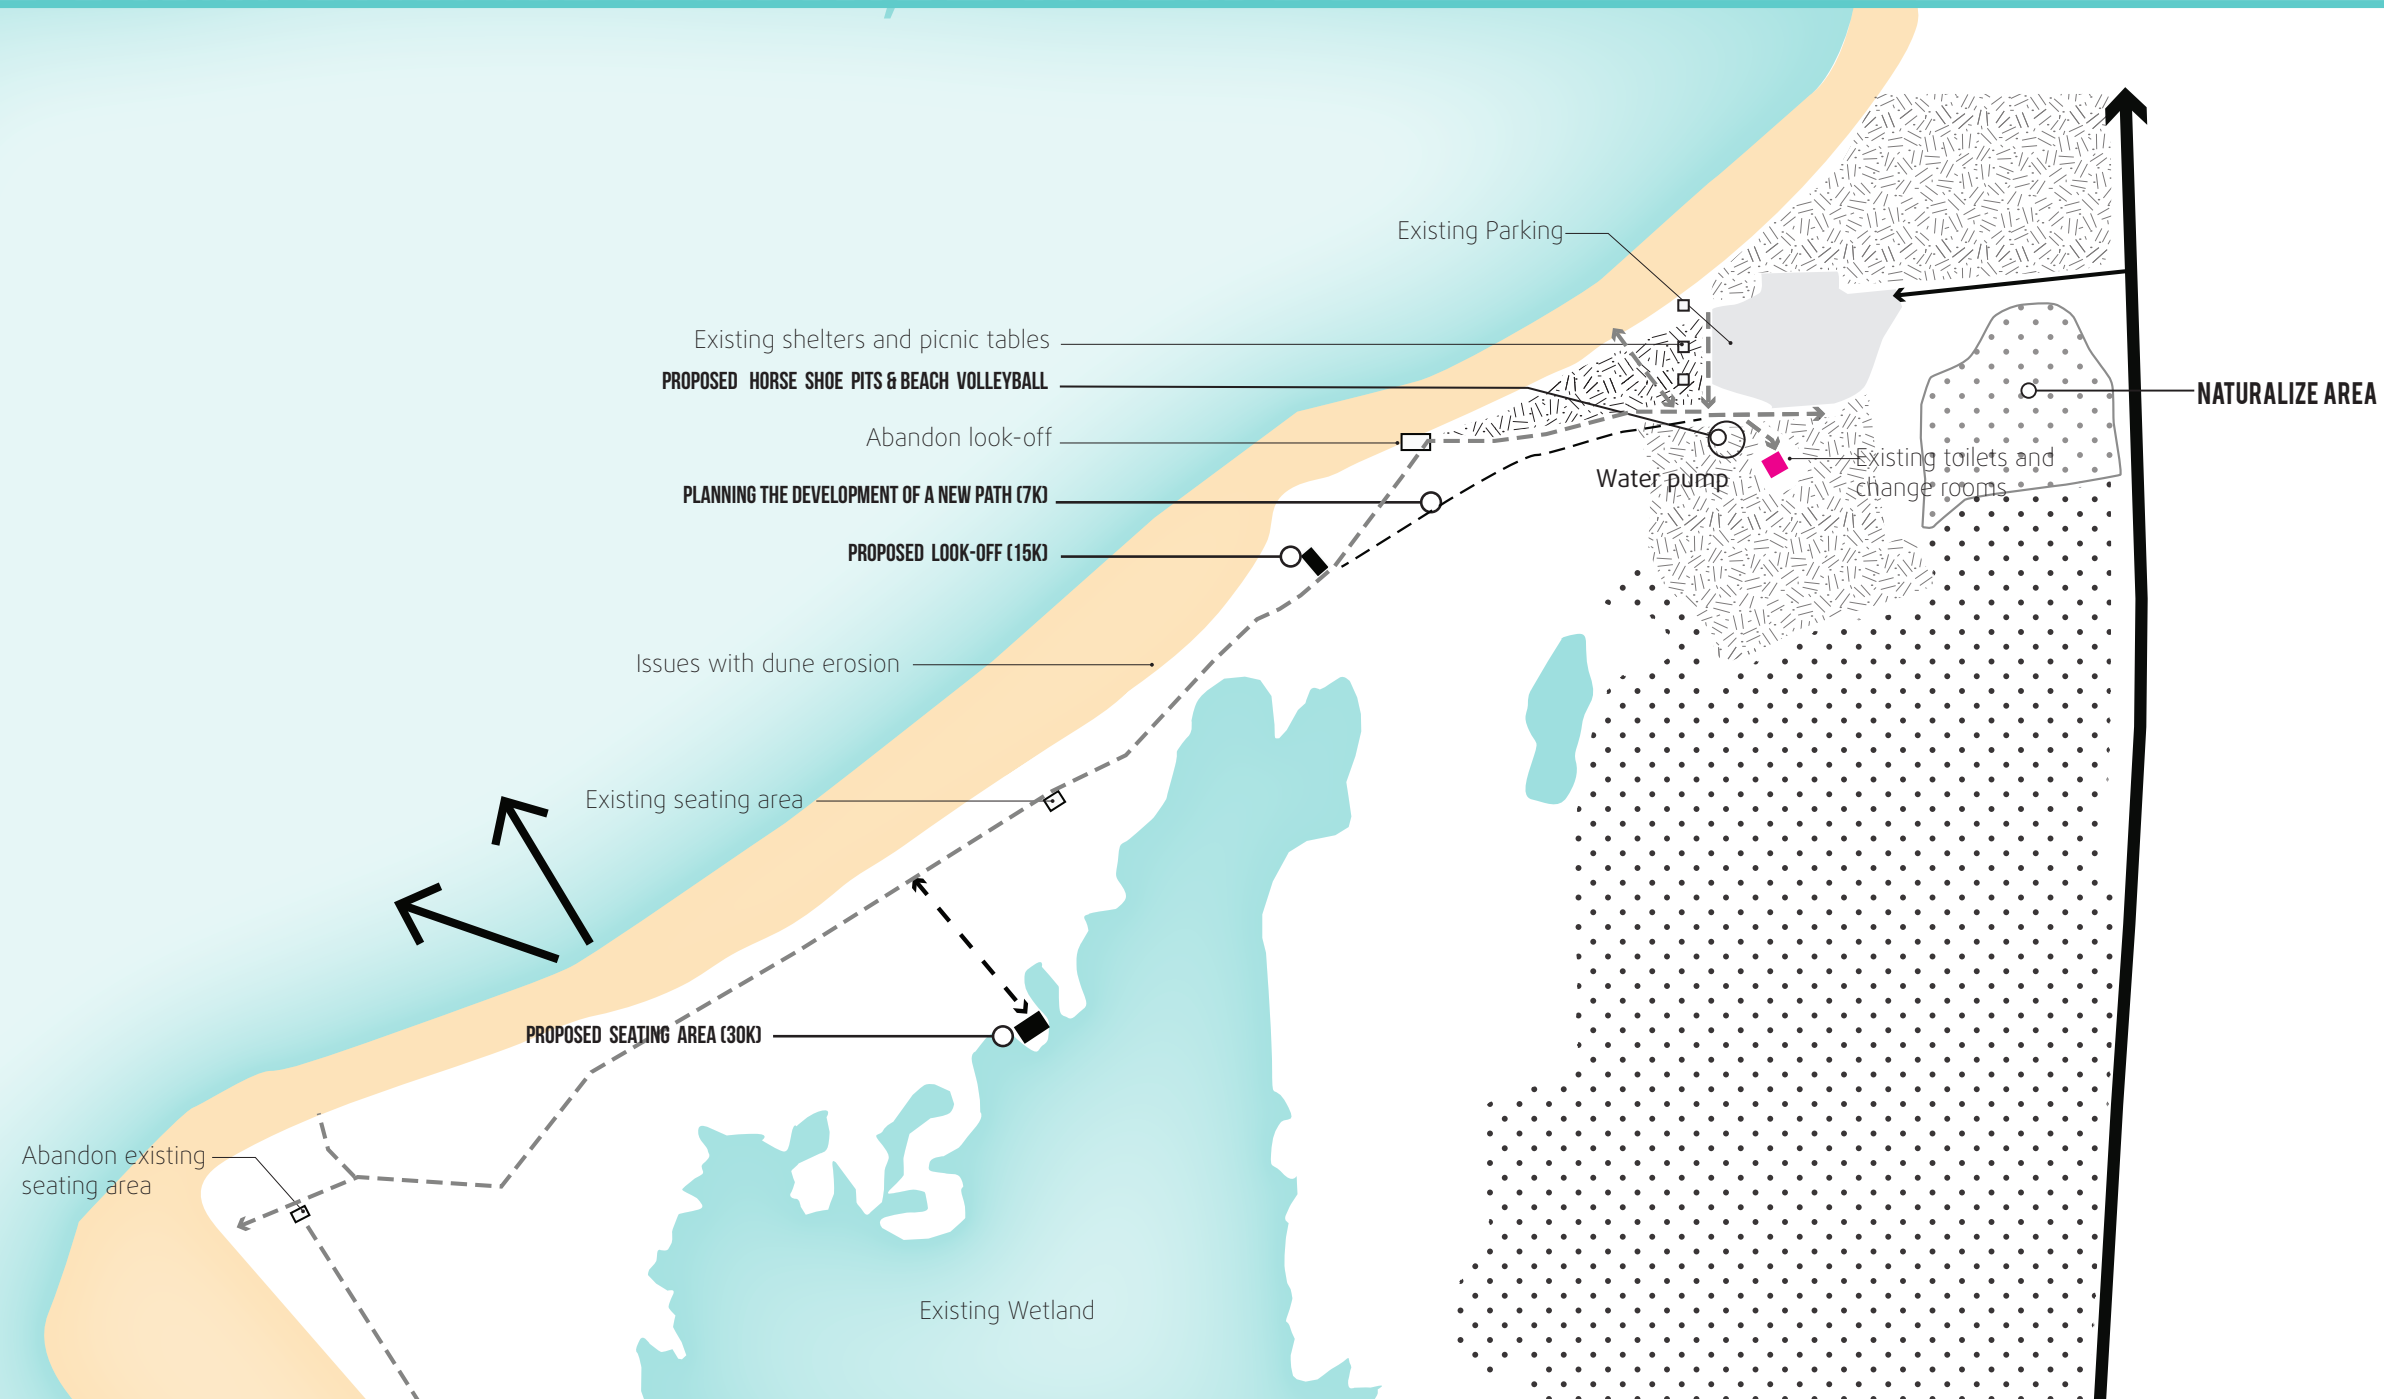 Existing Parking
Existing shelters and picnic tables
PROPOSED HORSE SHOE PITS & BEACH VOLLEYBALL
NATURALIZE AREA
Abandon look-off
Existing toilets and
change rooms
Water pump
PLANNING THE DEVELOPMENT OF A NEW PATH (7K)
PROPOSED LOOK-OFF (15K)
Issues with dune erosion
Existing seating area
PROPOSED SEATING AREA (30K)
Abandon existing
seating area
Existing Wetland